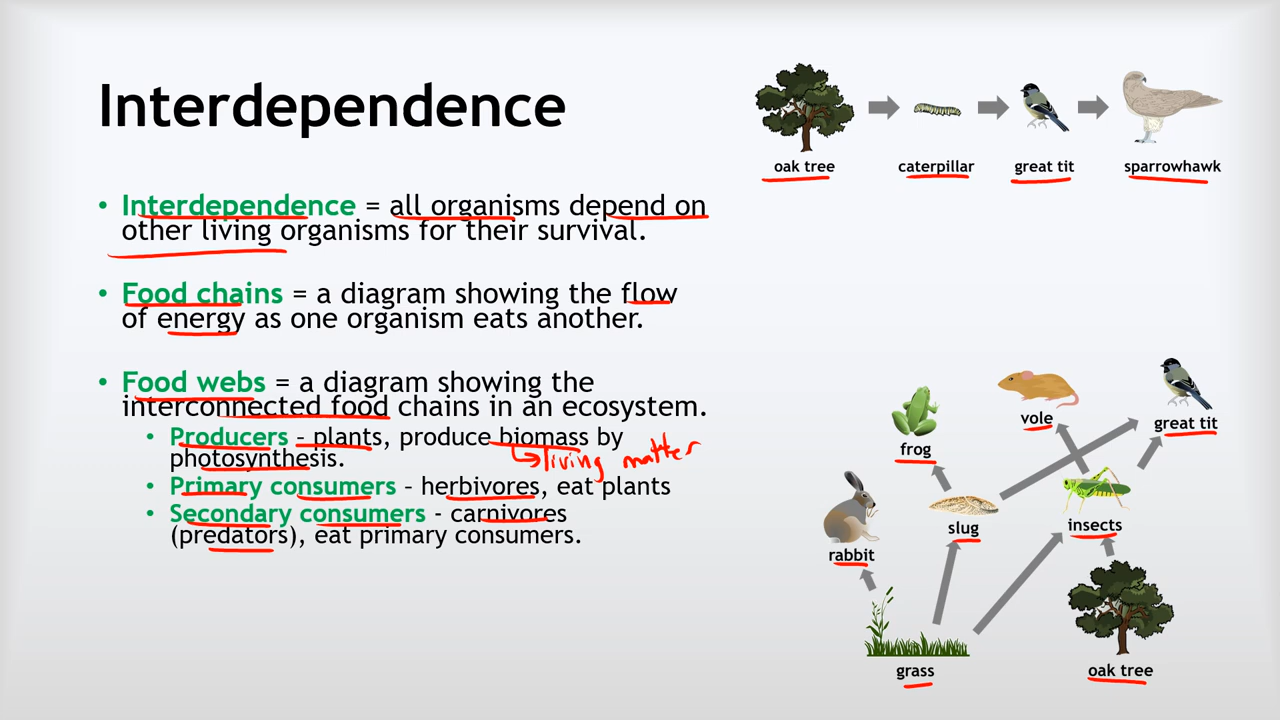 Interdependence
oak tree
caterpillar
great tit
sparrowhawk
• Interdependence = all organisms depend on
other living organisms for their survival.
• Food chains = a diagram showing the flow
of energy as one organism eats another.
• Food webs = a diagram showing the
interconnected food chains in an ecosystem.
• Producers – plants, produce biomass by
photosynthesis.
living matter
• Primary consumers – herbivores, eat plants
• Secondary consumers - carnivores
(predators), eat primary consumers.
vole
great tit
frog
slug
insects
rabbit
grass
oak tree